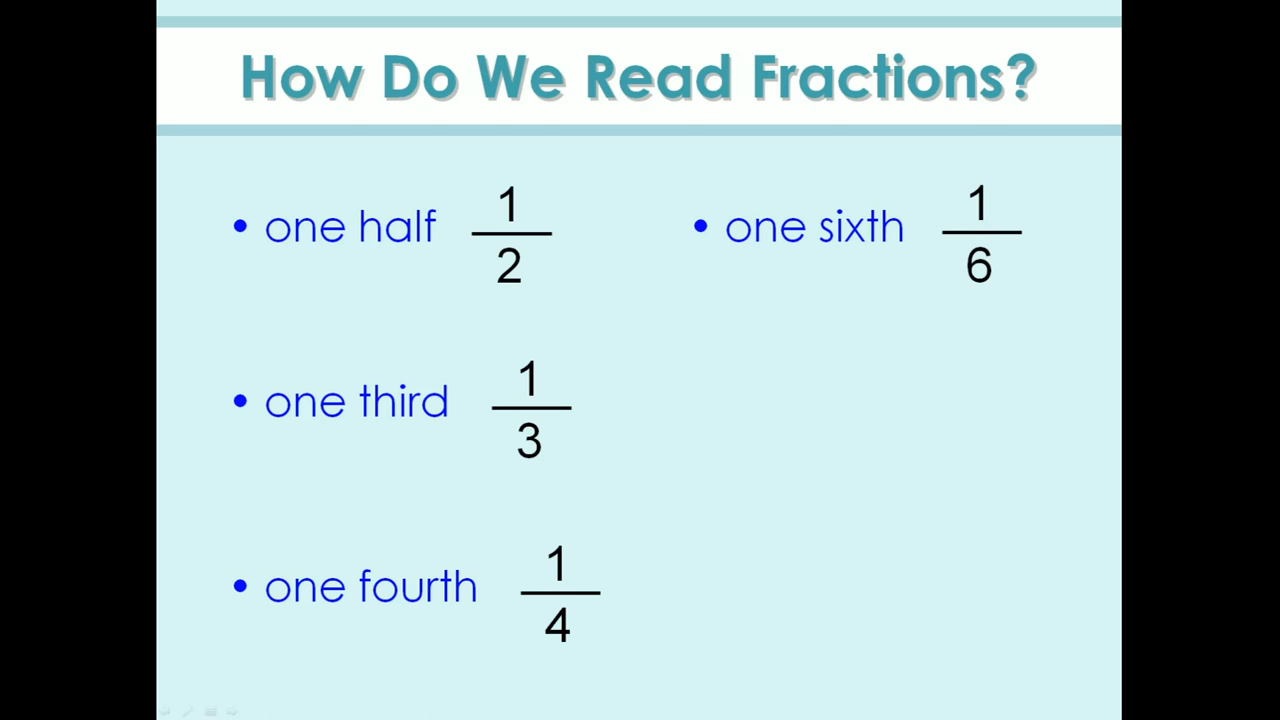 How Do We Read Fractions?
• one half 1/2
• one third 1/3
• one fourth 1/4
• one sixth 1/6